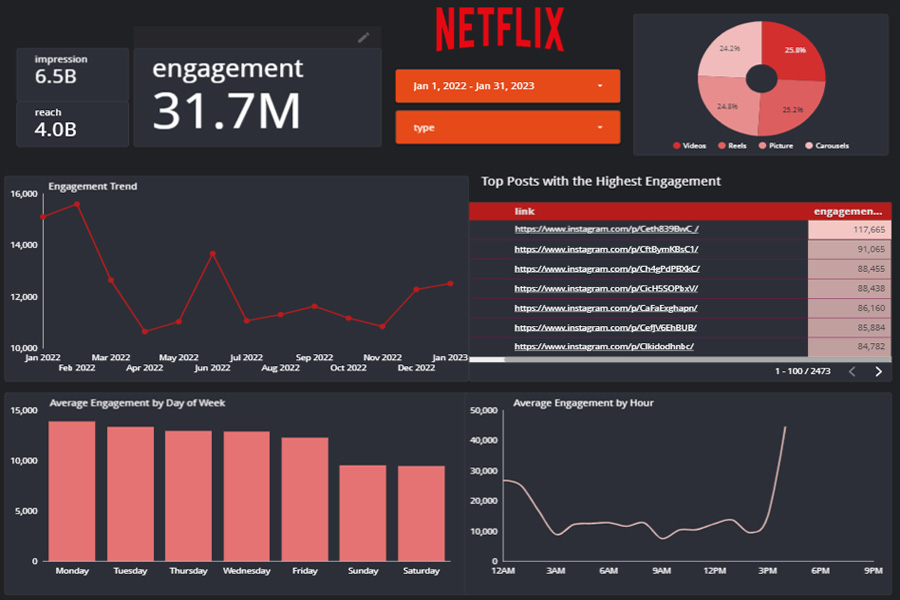 NETFLIX
impression
6.5B
reach
4.0B
engagement
31.7M
Jan 1, 2022 - Jan 31, 2023
type
24.2%
25.8%
24.8%
25.2%
Videos Reels Picture Carousels
Engagement Trend
16,000
14,000
12,000
10,000
Jan 2022 Mar 2022 May 2022 Jul 2022 Sep 2022 Nov 2022 Jan 2023
Feb 2022 Apr 2022 Jun 2022 Aug 2022 Oct 2022 Dec 2022
Top Posts with the Highest Engagement
link engagemen...
https://www.instagram.com/p/Ceth839BwC_/ 117,665
https://www.instagram.com/p/CftBymKBsC1/ 91,065
https://www.instagram.com/p/Ch4gPdPBXkC/ 88,455
https://www.instagram.com/p/CicH5SOPbxV/ 88,438
https://www.instagram.com/p/CaFaExghapn/ 86,160
https://www.instagram.com/p/CefJV6EhBUB/ 85,884
https://www.instagram.com/p/Clkidodhnbc/ 84,782
1 - 100 / 2473
Average Engagement by Day of Week
15,000
10,000
5,000
0
Monday Tuesday Thursday Wednesday Friday Sunday Saturday
Average Engagement by Hour
50,000
40,000
30,000
20,000
10,000
0
12AM 3AM 6AM 9AM 12PM 3PM 6PM 9PM